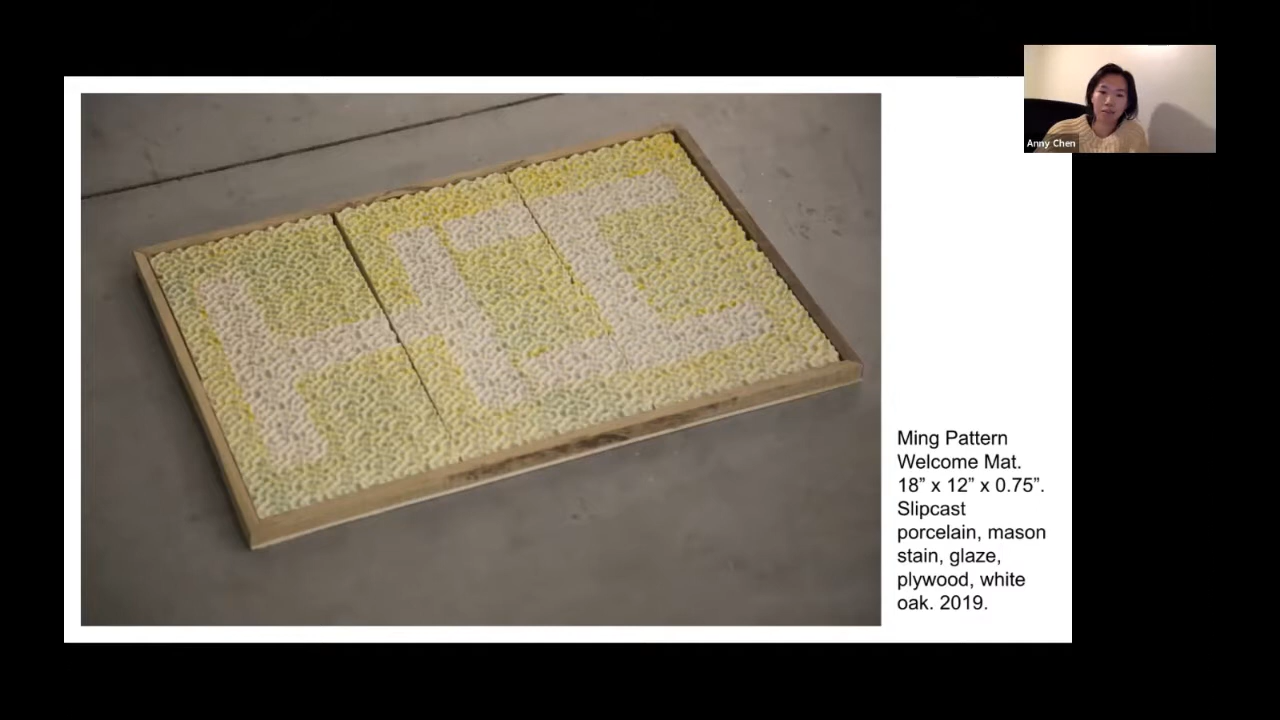 HI
Anny Chen
Ming Pattern
Welcome Mat.
18” x 12” x 0.75”.
Slipcast
porcelain, mason
stain, glaze,
plywood, white
oak. 2019.